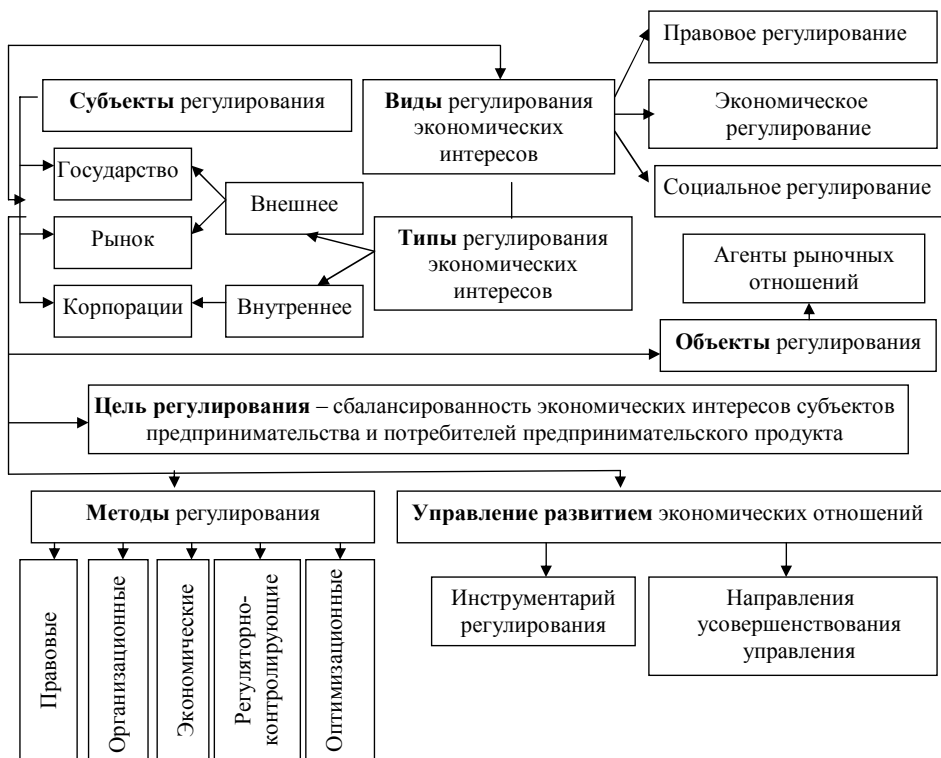 Правовое регулирование
Субъекты регулирования
Виды регулирования
экономических
интересов
Экономическое
регулирование
Социальное регулирование
Государство
Внешнее
Рынок
Типы регулирования
экономических
интересов
Корпорации
Внутреннее
Агенты рыночных
отношений
Объекты регулирования
Цель регулирования – сбалансированность экономических интересов субъектов
предпринимательства и потребителей предпринимательского продукта
Методы регулирования
Управление развитием экономических отношений
Правовые
Организационные
Экономические
Регуляторно-
контролирующие
Оптимизационные
Инструментарий
регулирования
Направления
усовершенствования
управления